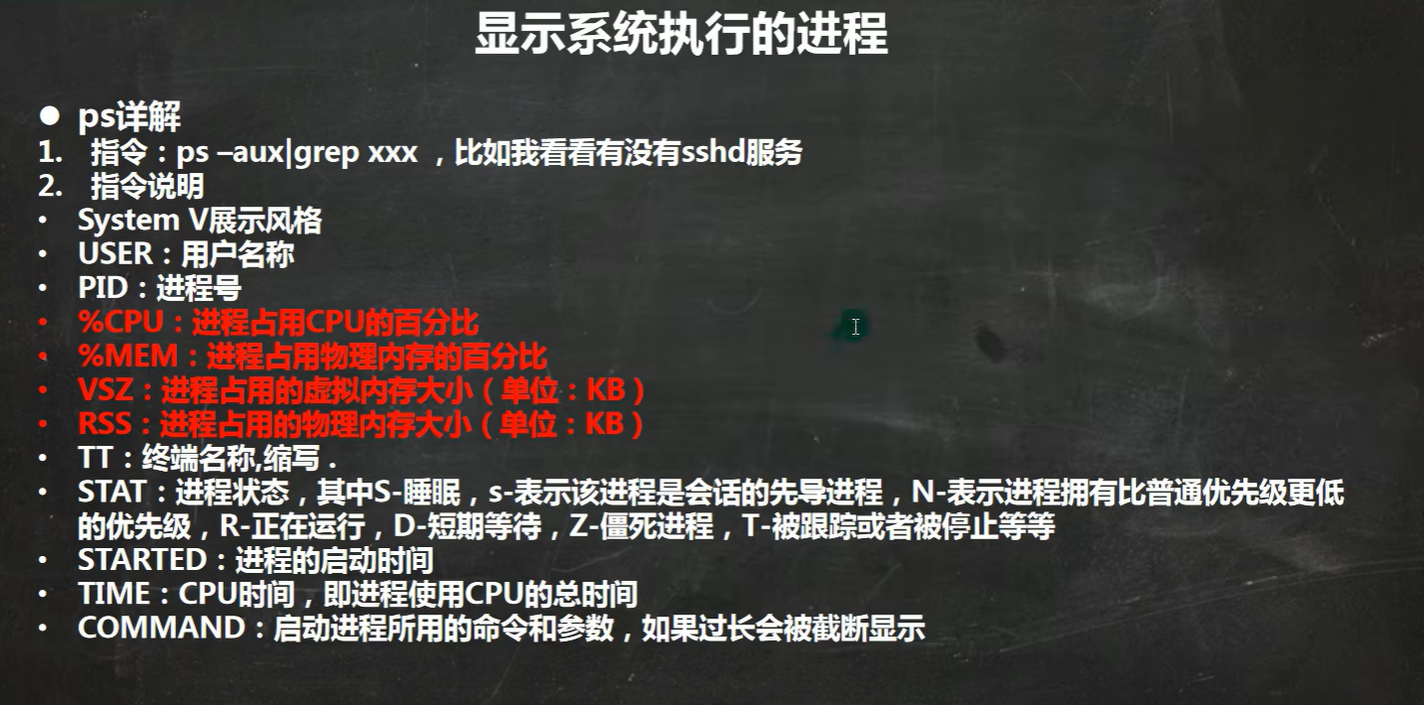 显示系统执行的进程
● ps详解
1. 指令：ps –aux|grep xxx ，比如我看看有没有sshd服务
2. 指令说明
• System V展示风格
• USER：用户名称
• PID：进程号
• %CPU：进程占用CPU的百分比
• %MEM：进程占用物理内存的百分比
• VSZ：进程占用的虚拟内存大小（单位：KB）
• RSS：进程占用的物理内存大小（单位：KB）
• TT：终端名称,缩写 .
• STAT：进程状态，其中S-睡眠，s-表示该进程是会话的先导进程，N-表示进程拥有比普通优先级更低
的优先级，R-正在运行，D-短期等待，Z-僵死进程，T-被跟踪或者被停止等等
• STARTED：进程的启动时间
• TIME：CPU时间，即进程使用CPU的总时间
• COMMAND：启动进程所用的命令和参数，如果过长会被截断显示